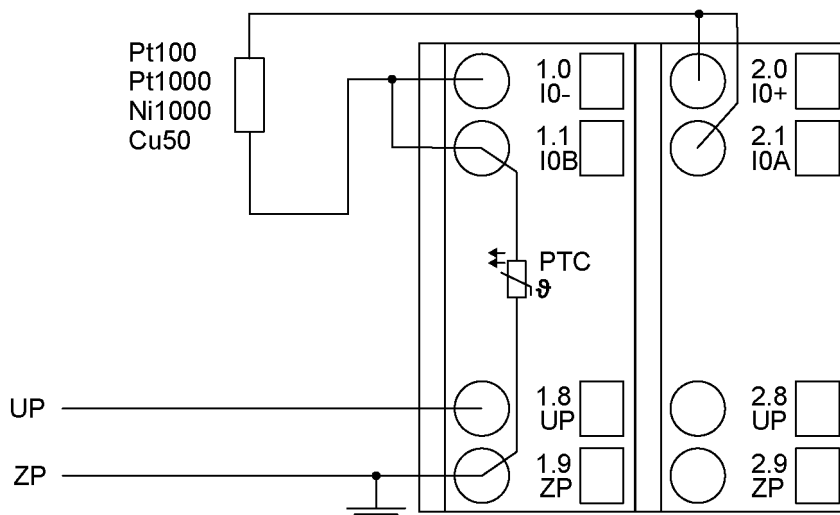 Pt100
Pt1000
Ni1000
Cu50
1.0
I0-
2.0
I0+
1.1
I0B
2.1
I0A
PTC
ϑ
UP
1.8
UP
2.8
UP
ZP
1.9
ZP
2.9
ZP